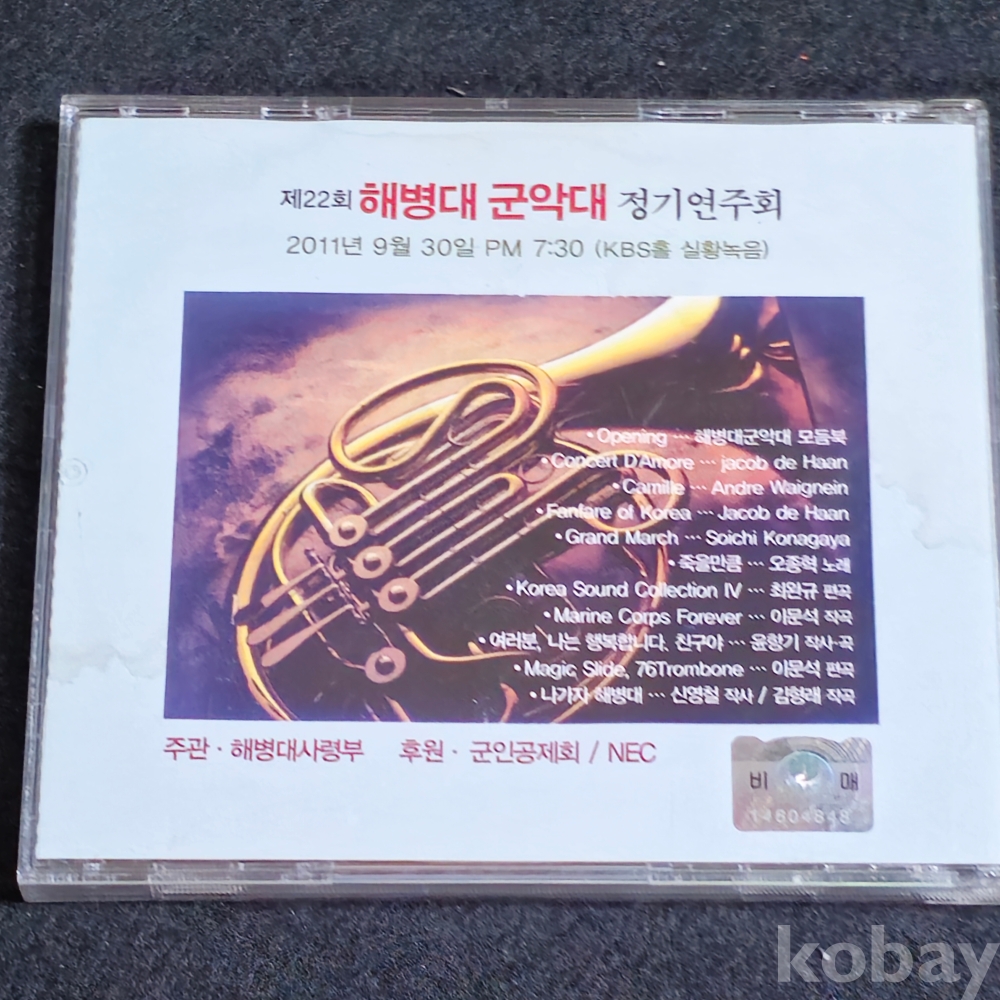 제22회 해병대 군악대 정기연주회
2011년 9월 30일 PM 7:30 (KBS홀 실황녹음)
• Opening ··· 해병대군악대 모듬북
• Concert D'Amore ··· jacob de Haan
• Camille ··· Andre Waignein
• Fanfare of Korea ··· Jacob de Haan
• Grand March ··· Soichi Konagaya
• 죽을만큼 ··· 오종혁 노래
• Korea Sound Collection IV ··· 최완규 편곡
• Marine Corps Forever ··· 이문석 작곡
• 여러분, 나는 행복합니다. 친구야 ··· 윤항기 작사·곡
• Magic Slide, 76Trombone ··· 이문석 편곡
• 나가자 해병대 ··· 신영철 작사 / 김형래 작곡
주관 · 해병대사령부 후원 · 군인공제회 / NEC
비 매
14804848
kobay